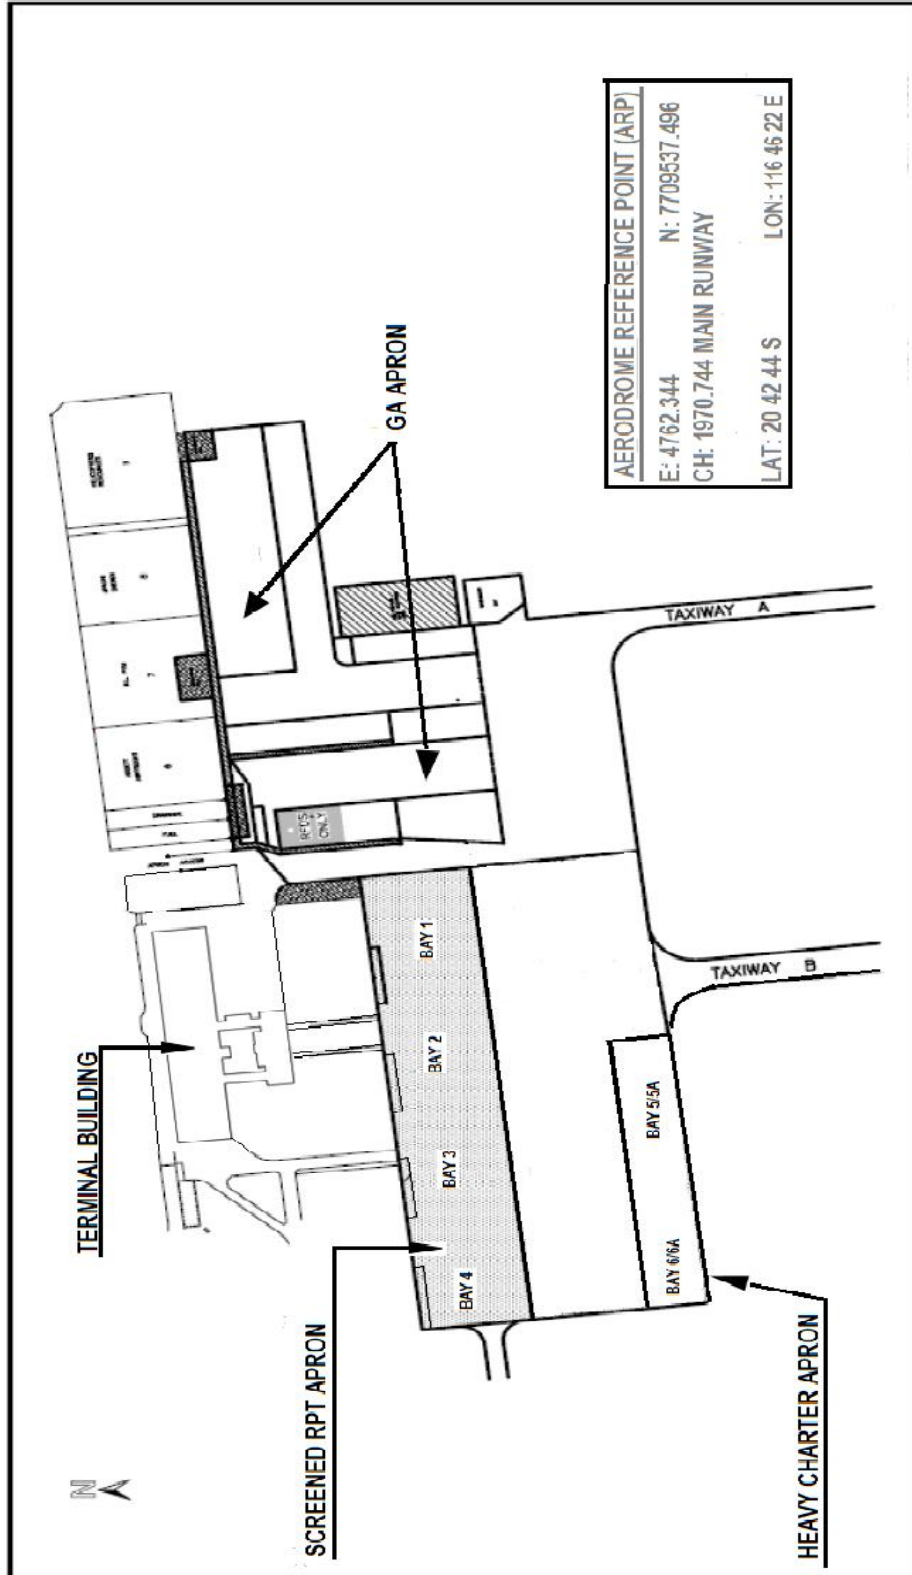 N
TERMINAL BUILDING
SCREENED RPT APRON
HEAVY CHARTER APRON
GA APRON
BAY 4
BAY 3
BAY 2
BAY 1
BAY 6/6A
BAY 5/5A
RFDS
ONLY
FUEL
TAXIWAY B
TAXIWAY A
AERODROME REFERENCE POINT (ARP)
E: 4762.344 N: 7709537.496
CH: 1970.744 MAIN RUNWAY
LAT: 20 42 44 S LON: 116 46 22 E